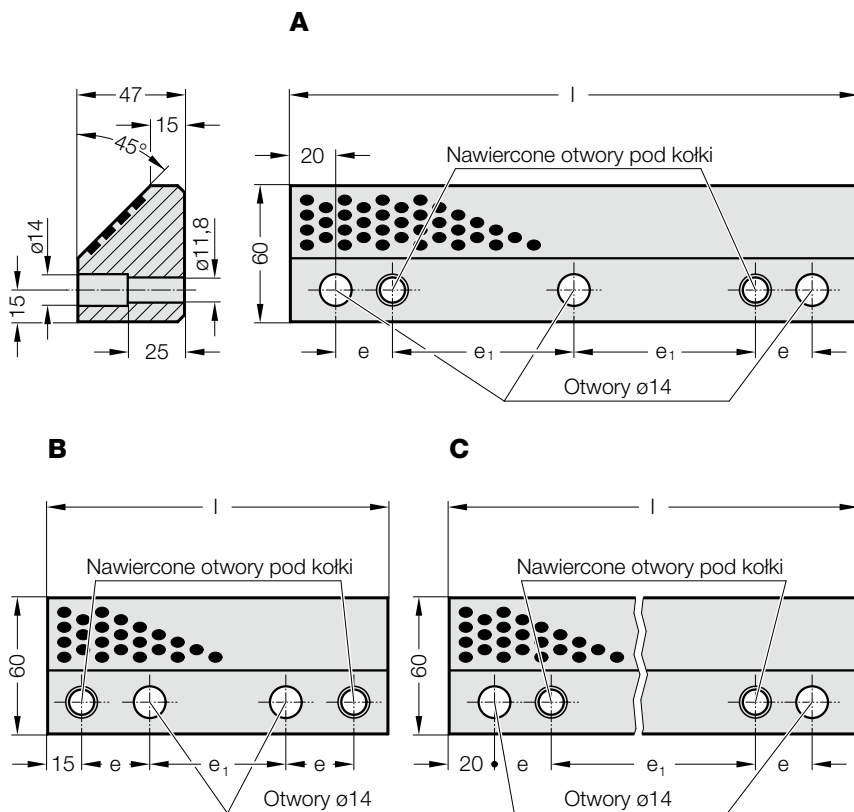 A
47
15
45°
ø14
15
ø11,8
25
l
20
Nawiercone otwory pod kołki
60
e
e₁
e₁
e
Otwory ø14
B
l
Nawiercone otwory pod kołki
60
15
e
e₁
e
Otwory ø14
C
l
Nawiercone otwory pod kołki
60
20
e
e₁
e
Otwory ø14